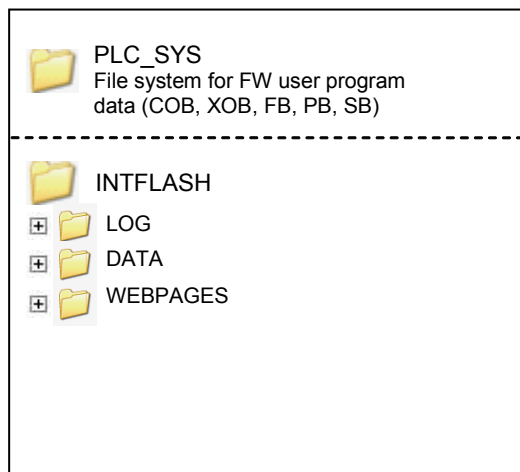 PLC_SYS
File system for FW user program
data (COB, XOB, FB, PB, SB)
INTFLASH
LOG
DATA
WEBPAGES